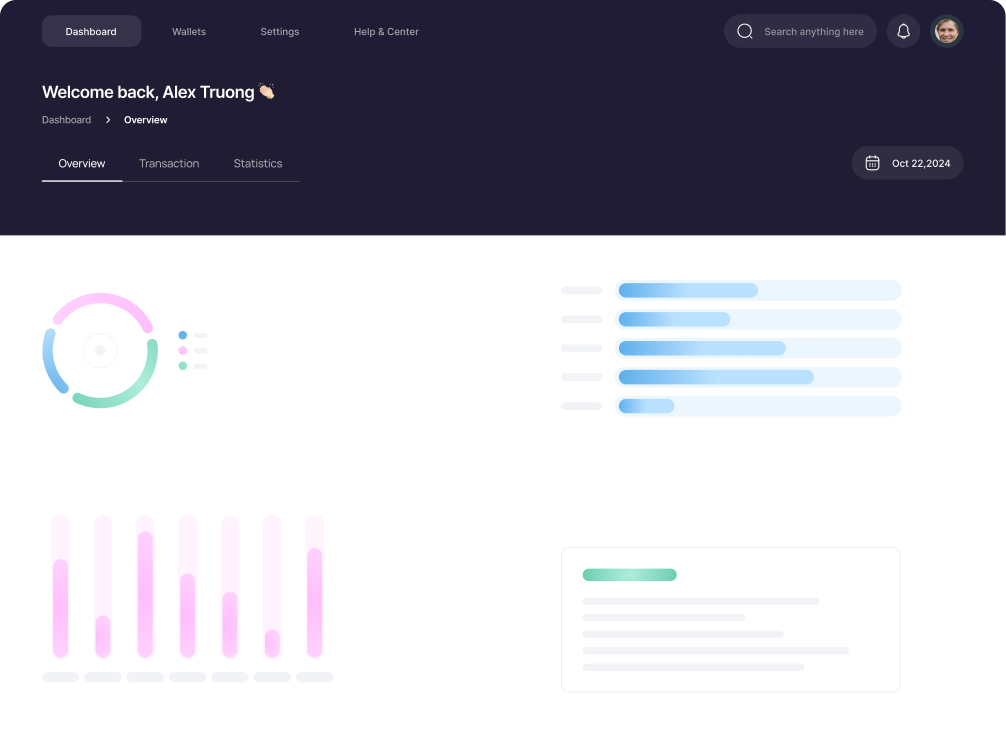 Dashboard Wallets Settings Help & Center Search anything here
Welcome back, Alex Truong 👏🏻
Dashboard > Overview
Overview Transaction Statistics Oct 22,2024